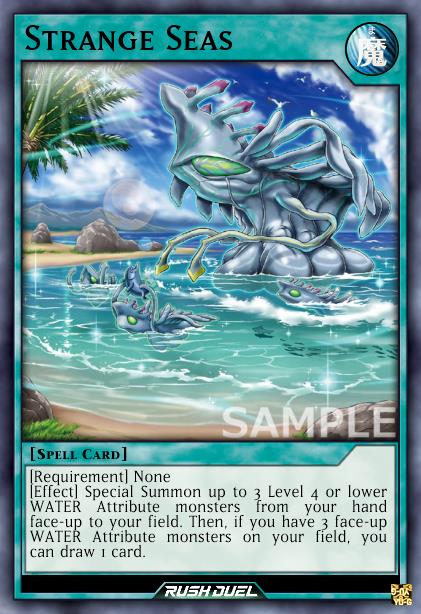 Strange Seas
ま
魔
SAMPLE
[Spell Card]
[Requirement] None
[Effect] Special Summon up to 3 Level 4 or lower
WATER Attribute monsters from your hand
face-up to your field. Then, if you have 3 face-up
WATER Attribute monsters on your field, you
can draw 1 card.
RUSH DUEL